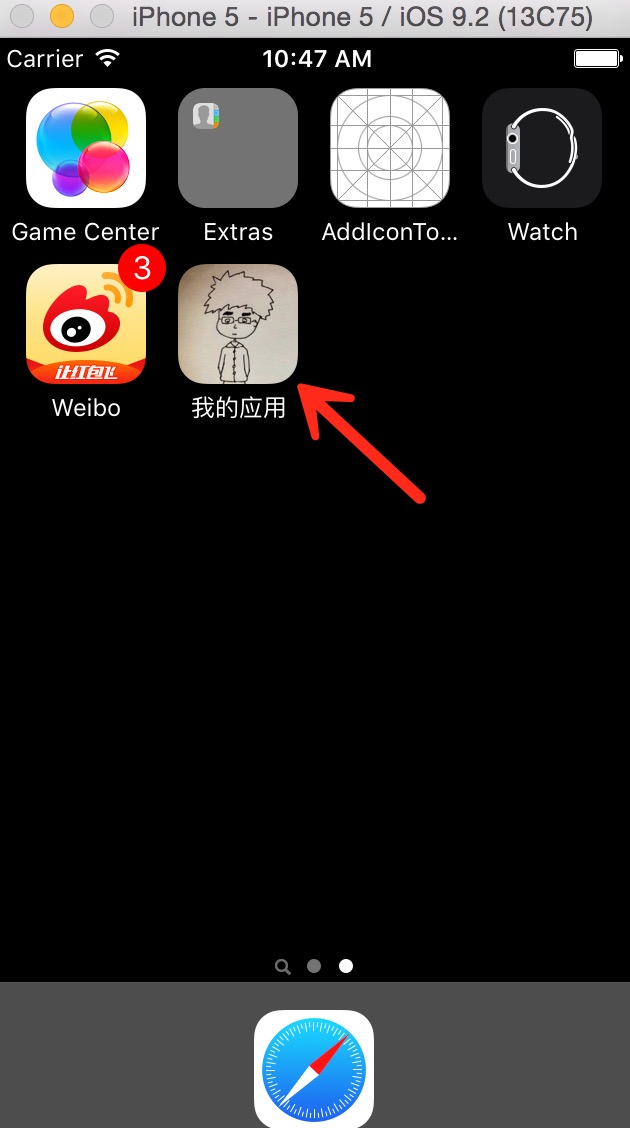 iPhone 5 - iPhone 5 / iOS 9.2 (13C75)
Carrier 10:47 AM
Game Center Extras AddIconTo... Watch
3
让红包飞
Weibo 我的应用